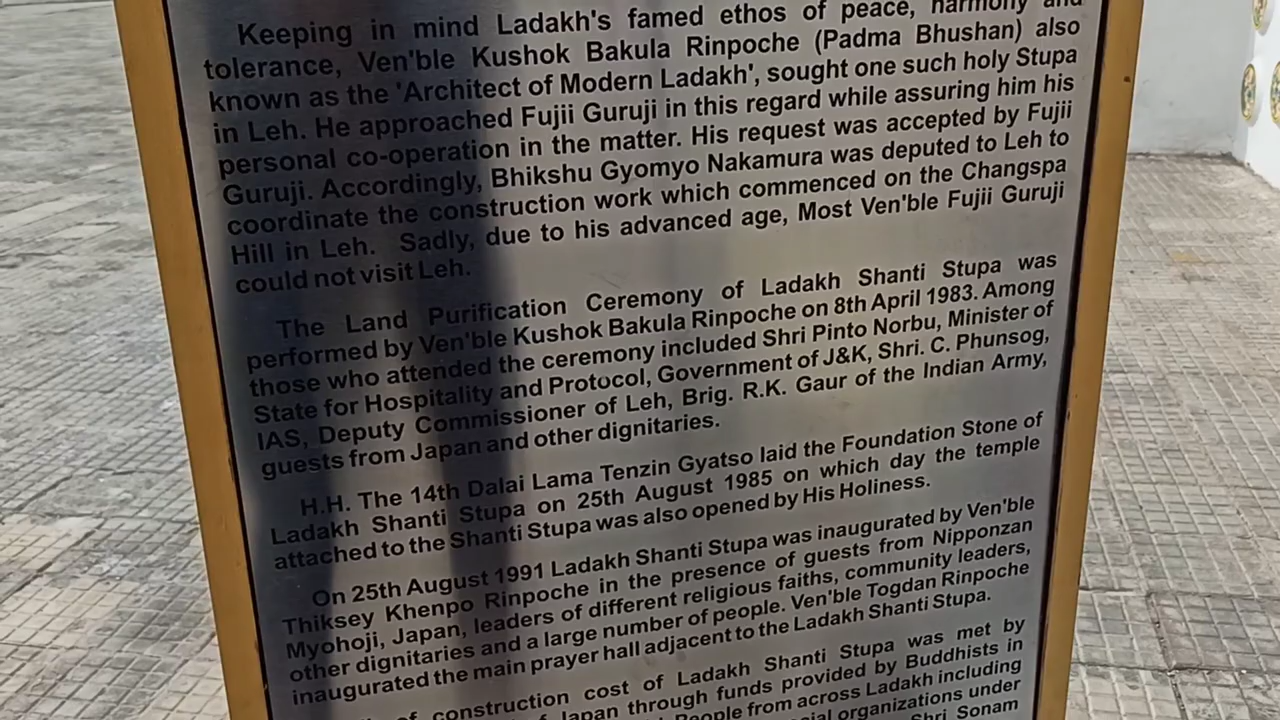 Keeping in mind Ladakh's famed ethos of peace, harmony and
tolerance, Ven'ble Kushok Bakula Rinpoche (Padma Bhushan) also
known as the 'Architect of Modern Ladakh', sought one such holy Stupa
in Leh. He approached Fujii Guruji in this regard while assuring him his
personal co-operation in the matter. His request was accepted by Fujii
Guruji. Accordingly, Bhikshu Gyomyo Nakamura was deputed to Leh to
coordinate the construction work which commenced on the Changspa
Hill in Leh. Sadly, due to his advanced age, Most Ven'ble Fujii Guruji
could not visit Leh.
The Land Purification Ceremony of Ladakh Shanti Stupa was
performed by Ven'ble Kushok Bakula Rinpoche on 8th April 1983. Among
those who attended the ceremony included Shri Pinto Norbu, Minister of
State for Hospitality and Protocol, Government of J&K, Shri. C. Phunsog,
IAS, Deputy Commissioner of Leh, Brig. R.K. Gaur of the Indian Army,
guests from Japan and other dignitaries.
H.H. The 14th Dalai Lama Tenzin Gyatso laid the Foundation Stone of
Ladakh Shanti Stupa on 25th August 1985 on which day the temple
attached to the Shanti Stupa was also opened by His Holiness.
On 25th August 1991 Ladakh Shanti Stupa was inaugurated by Ven'ble
Thiksey Khenpo Rinpoche in the presence of guests from Nipponzan
Myohoji, Japan, leaders of different religious faiths, community leaders,
other dignitaries and a large number of people. Ven'ble Togdan Rinpoche
inaugurated the main prayer hall adjacent to the Ladakh Shanti Stupa.
of construction cost of Ladakh Shanti Stupa was met by
Japan through funds provided by Buddhists in
People from across Ladakh including
organizations under
Shri Sonam